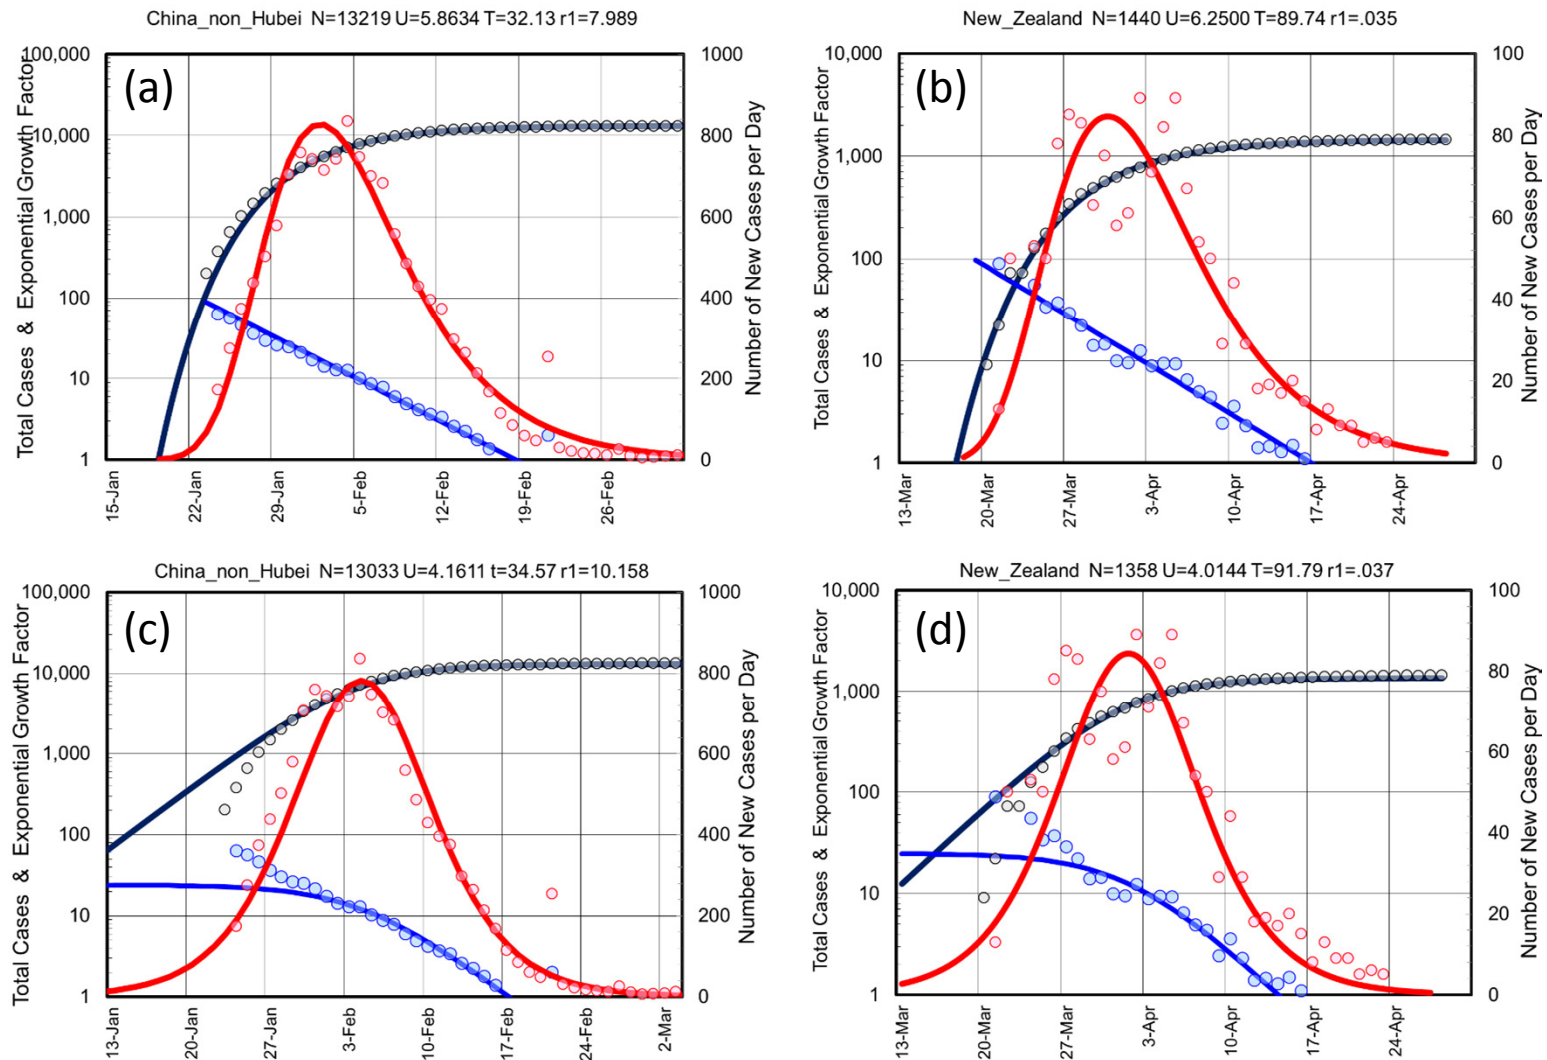 China_non_Hubei N=13219 U=5.8634 T=32.13 r1=7.989
(a)
Total Cases & Exponential Growth Factor
100,000
10,000
1,000
100
10
1
1000
800
600
400
200
0
Number of New Cases per Day
15-Jan
22-Jan
29-Jan
5-Feb
12-Feb
19-Feb
26-Feb
New_Zealand N=1440 U=6.2500 T=89.74 r1=.035
(b)
Total Cases & Exponential Growth Factor
10,000
1,000
100
10
1
100
80
60
40
20
0
Number of New Cases per Day
13-Mar
20-Mar
27-Mar
3-Apr
10-Apr
17-Apr
24-Apr
China_non_Hubei N=13033 U=4.1611 t=34.57 r1=10.158
(c)
Total Cases & Exponential Growth Factor
100,000
10,000
1,000
100
10
1
1000
800
600
400
200
0
Number of New Cases per Day
13-Jan
20-Jan
27-Jan
3-Feb
10-Feb
17-Feb
24-Feb
2-Mar
New_Zealand N=1358 U=4.0144 T=91.79 r1=.037
(d)
Total Cases & Exponential Growth Factor
10,000
1,000
100
10
1
100
80
60
40
20
0
Number of New Cases per Day
13-Mar
20-Mar
27-Mar
3-Apr
10-Apr
17-Apr
24-Apr